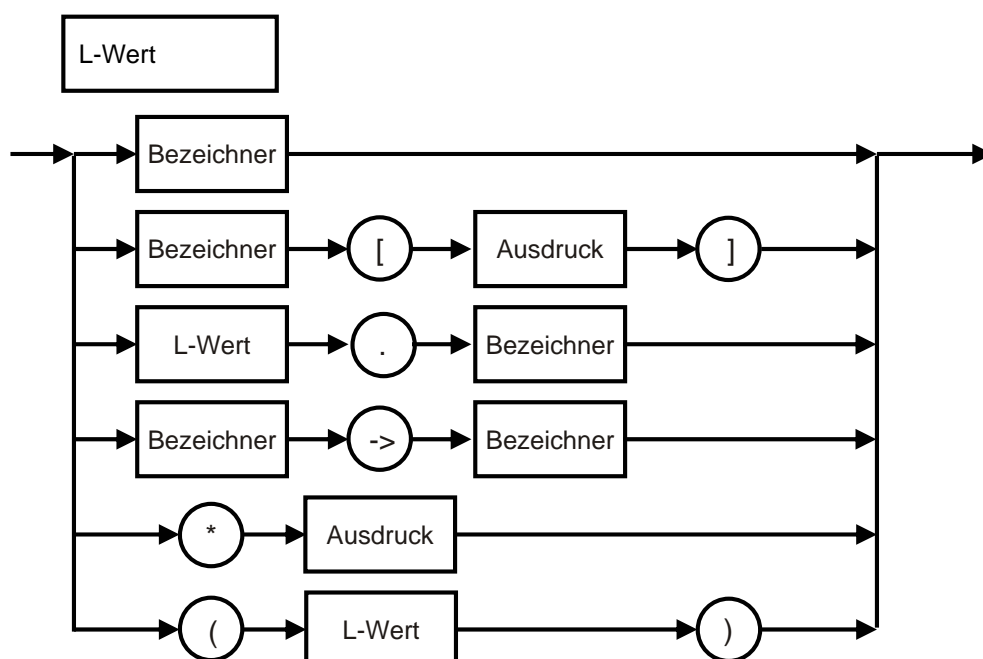 L-Wert
Bezeichner
Bezeichner [ Ausdruck ]
L-Wert . Bezeichner
Bezeichner -> Bezeichner
* Ausdruck
( L-Wert )